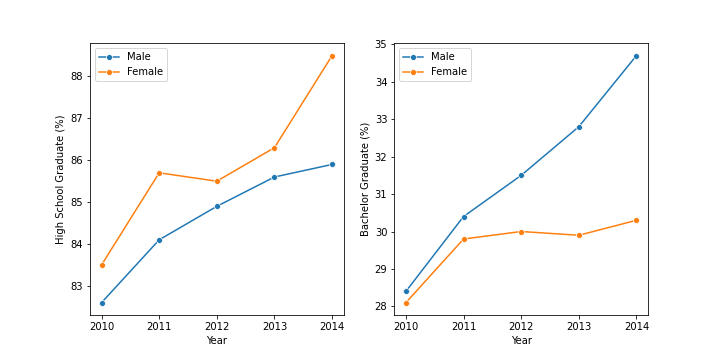 Male
Female
High School Graduate (%)
88
87
86
85
84
83
2010 2011 2012 2013 2014
Year
Male
Female
Bachelor Graduate (%)
35
34
33
32
31
30
29
28
2010 2011 2012 2013 2014
Year